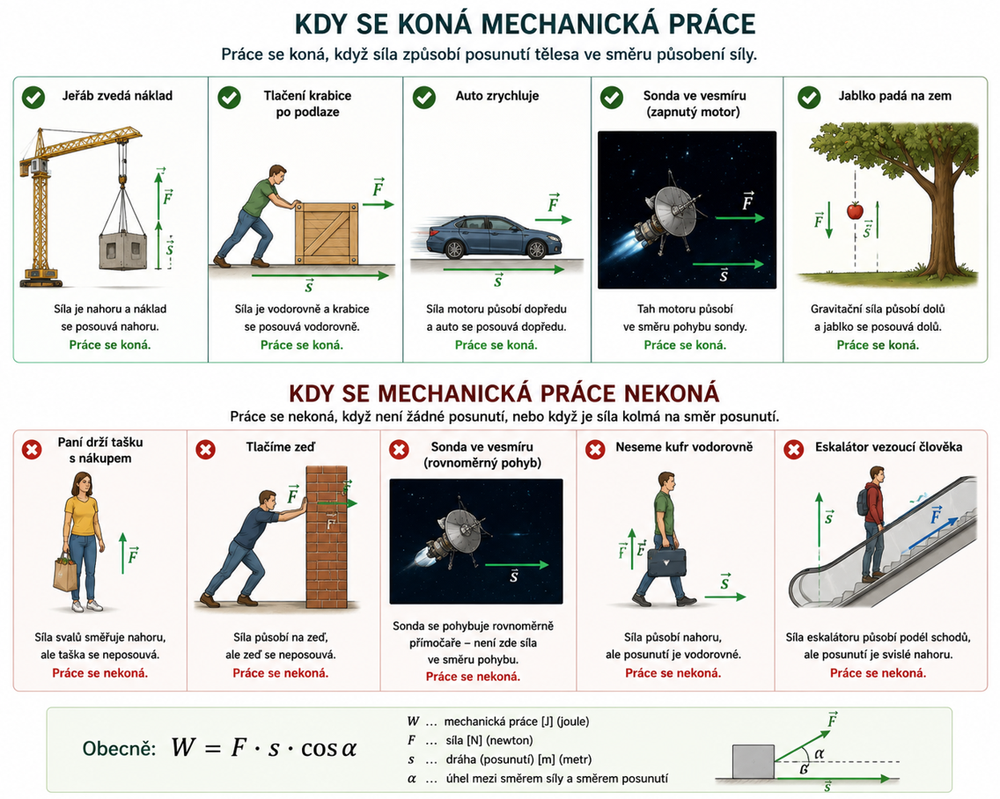 KDY SE KONÁ MECHANICKÁ PRÁCE
Práce se koná, když síla způsobí posunutí tělesa ve směru působení síly.
Jeřáb zvedá náklad
F
s
Síla je nahoru a náklad
se posouvá nahoru.
Práce se koná.
Tlačení krabice
po podlaze
F
s
Síla je vodorovně a krabice
se posouvá vodorovně.
Práce se koná.
Auto zrychluje
F
s
Síla motoru působí dopředu
a auto se posouvá dopředu.
Práce se koná.
Sonda ve vesmíru
(zapnutý motor)
F
s
Tah motoru působí
ve směru pohybu sondy.
Práce se koná.
Jablko padá na zem
F
s
Gravitační síla působí dolů
a jablko se posouvá dolů.
Práce se koná.
KDY SE MECHANICKÁ PRÁCE NEKONÁ
Práce se nekoná, když není žádné posunutí, nebo když je síla kolmá na směr posunutí.
Paní drží tašku
s nákupem
F
Síla svalů směřuje nahoru,
ale taška se neposouvá.
Práce se nekoná.
Tlačíme zeď
F
F
Síla působí na zeď,
ale zeď se neposouvá.
Práce se nekoná.
Sonda ve vesmíru
(rovnoměrný pohyb)
s
Sonda se pohybuje rovnoměrně
přímočaře – není zde síla
ve směru pohybu.
Práce se nekoná.
Neseme kufr vodorovně
F
s
Síla působí nahoru,
ale posunutí je vodorovné.
Práce se nekoná.
Eskalátor vezoucí člověka
s
F
Síla eskalátoru působí podél schodů,
ale posunutí je svislé nahoru.
Práce se nekoná.
Obecně: W = F · s · cos α
W ... mechanická práce [J] (joule)
F ... síla [N] (newton)
s ... dráha (posunutí) [m] (metr)
α ... úhel mezi směrem síly a směrem posunutí
F
α
s